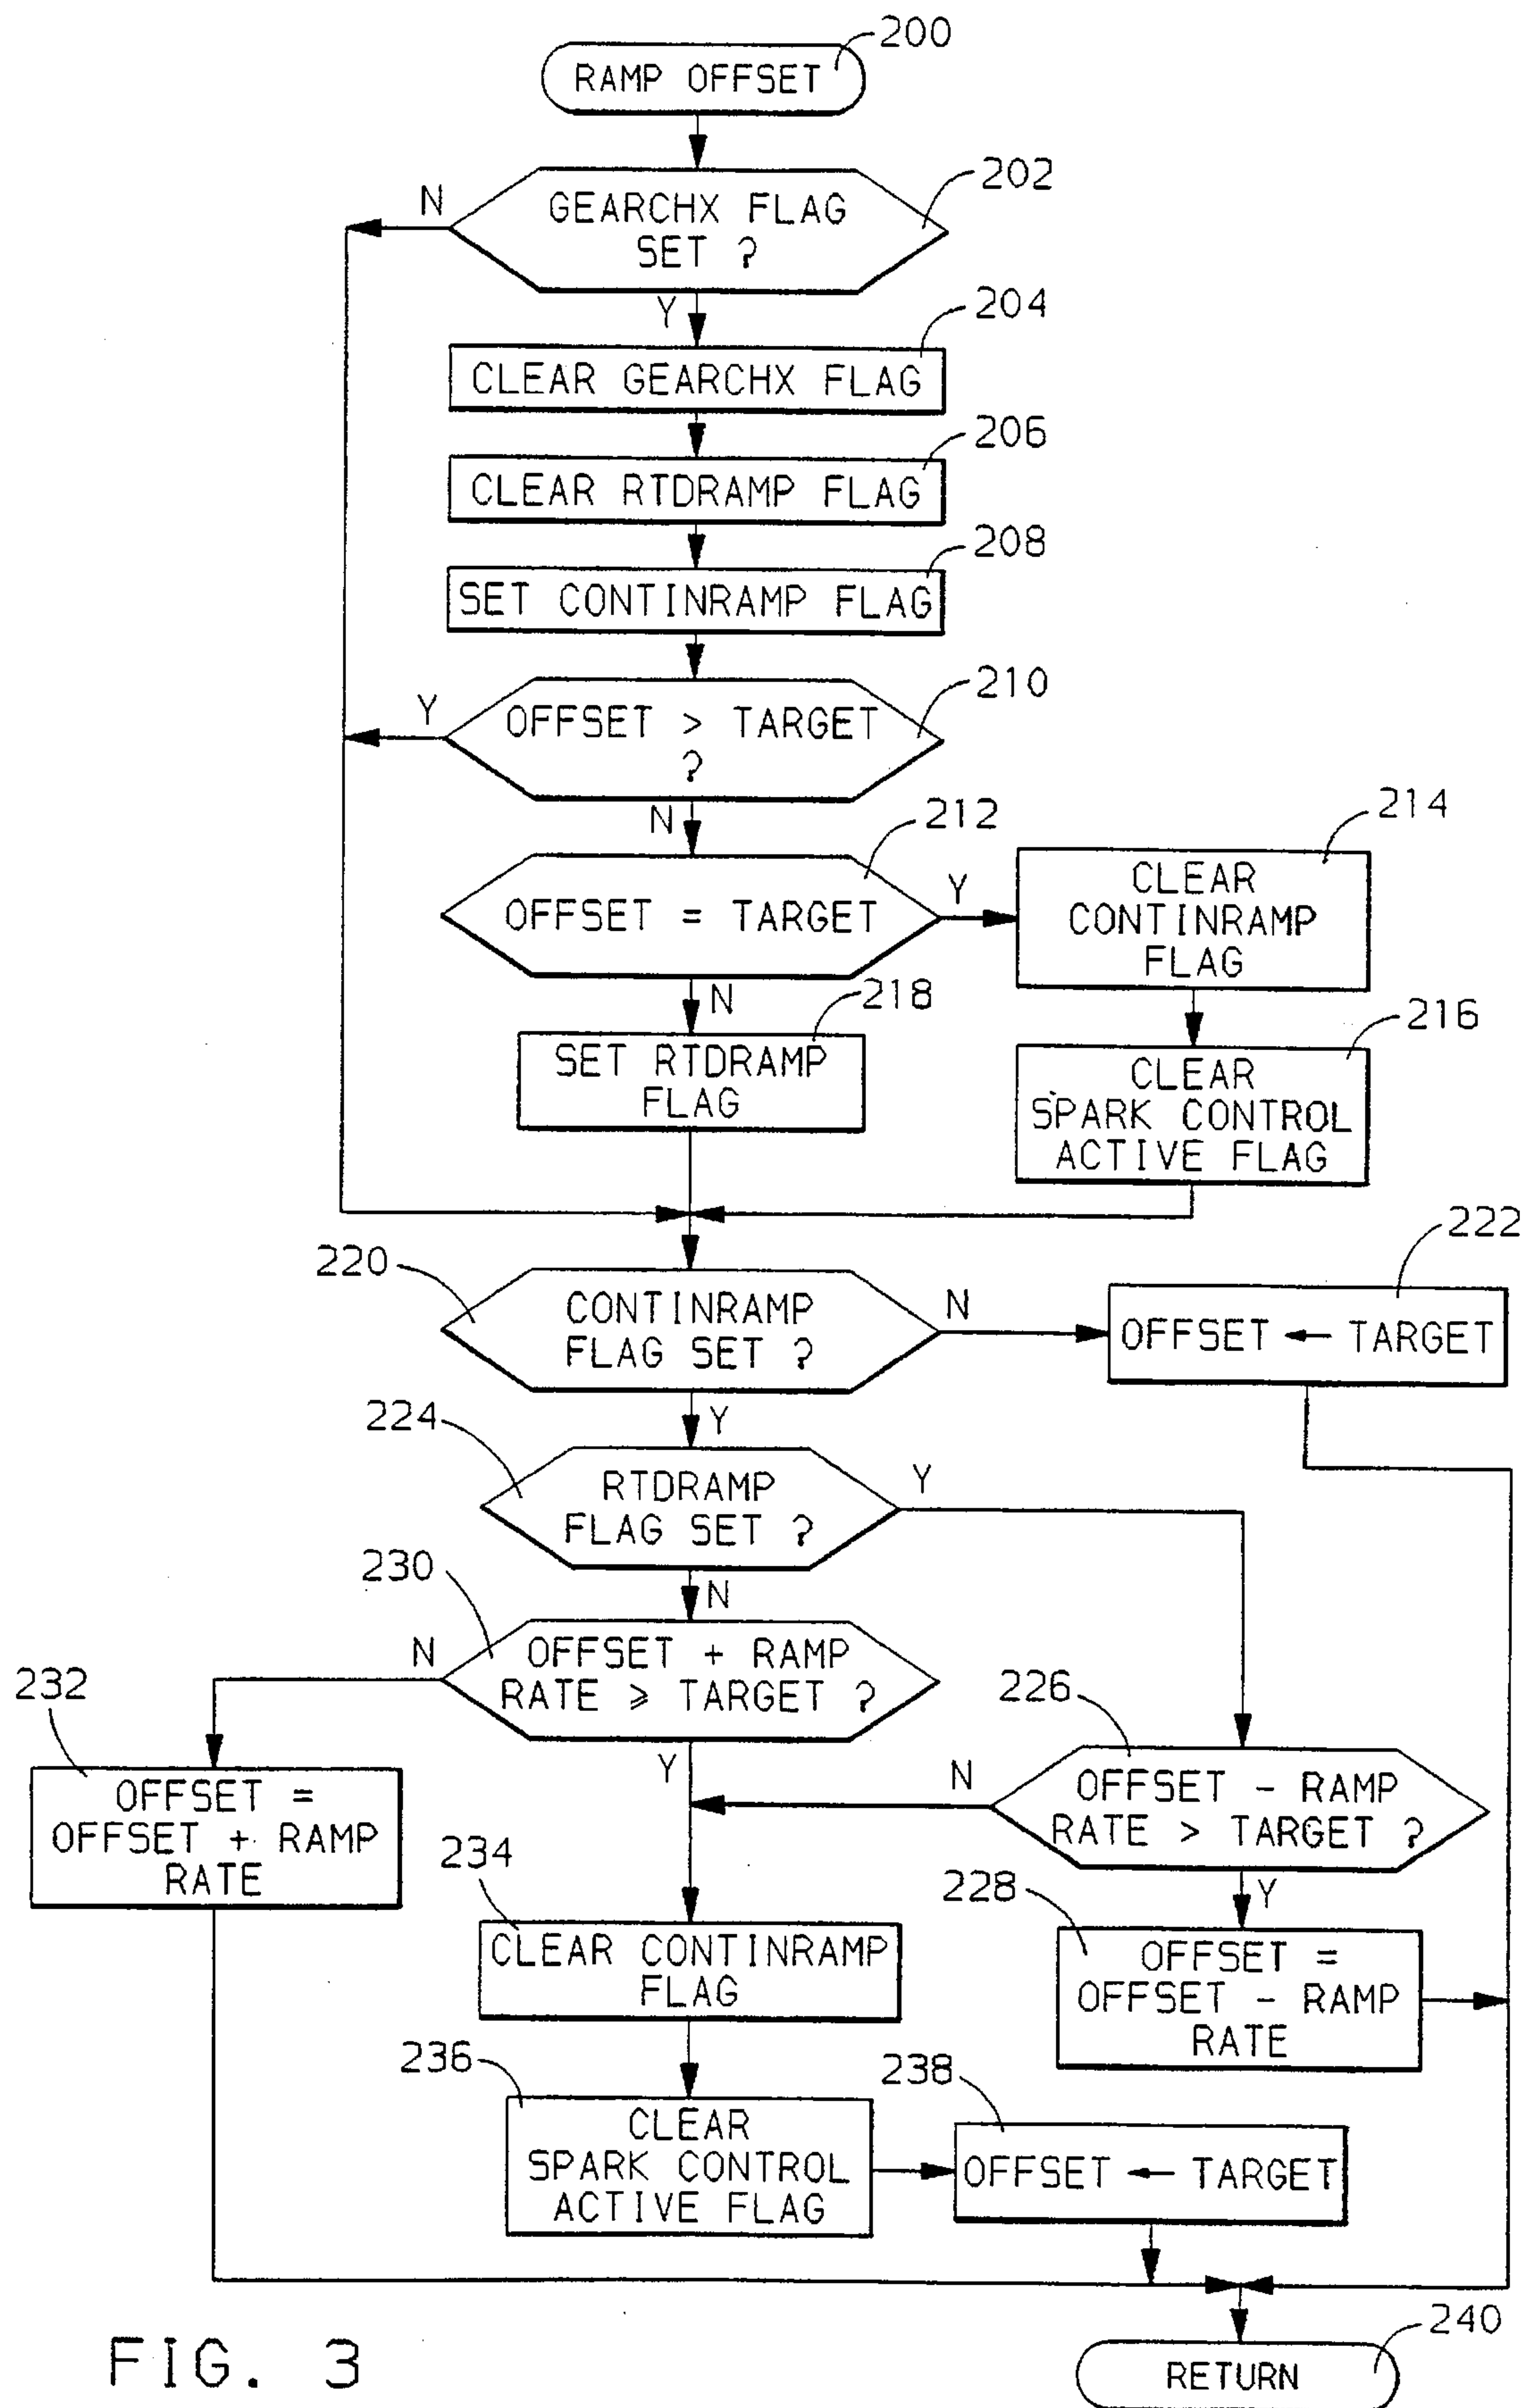 200
RAMP OFFSET
202
N
GEARCHX FLAG
SET ?
Y
204
CLEAR GEARCHX FLAG
206
CLEAR RTDRAMP FLAG
208
SET CONTINRAMP FLAG
210
Y
OFFSET > TARGET
?
N
212
OFFSET = TARGET
Y
214
CLEAR
CONTINRAMP
FLAG
N
218
SET RTDRAMP
FLAG
216
CLEAR
SPARK CONTROL
ACTIVE FLAG
220
CONTINRAMP
FLAG SET ?
N
222
OFFSET ← TARGET
Y
224
RTDRAMP
FLAG SET ?
Y
N
230
N
OFFSET + RAMP
RATE ⩾ TARGET ?
Y
232
OFFSET =
OFFSET + RAMP
RATE
226
N
OFFSET - RAMP
RATE > TARGET ?
Y
228
OFFSET =
OFFSET - RAMP
RATE
234
CLEAR CONTINRAMP
FLAG
236
CLEAR
SPARK CONTROL
ACTIVE FLAG
238
OFFSET ← TARGET
240
RETURN
FIG. 3